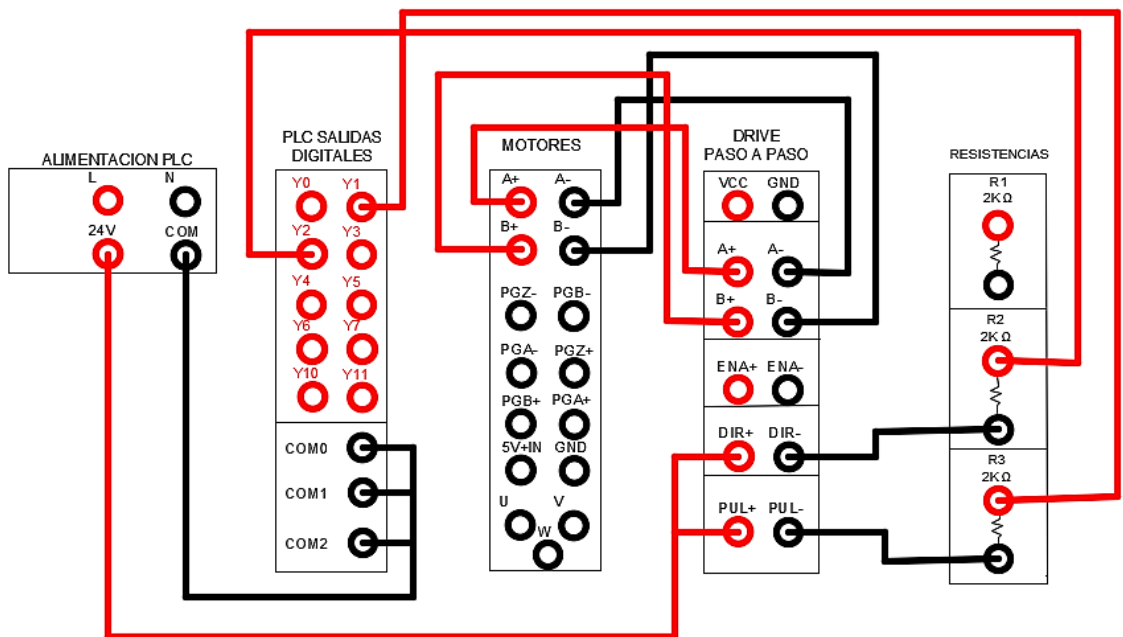 ALIMENTACION PLC
L
N
24V
COM
PLC SALIDAS
DIGITALES
Y0
Y1
Y2
Y3
Y4
Y5
Y6
Y7
Y10
Y11
COM0
COM1
COM2
MOTORES
A+
A-
B+
B-
PGZ-
PGB-
PGA-
PGZ+
PGB+
PGA+
5V+IN
GND
U
V
W
DRIVE
PASO A PASO
VCC
GND
A+
A-
B+
B-
ENA+
ENA-
DIR+
DIR-
PUL+
PUL-
RESISTENCIAS
R1
2KΩ
R2
2KΩ
R3
2KΩ